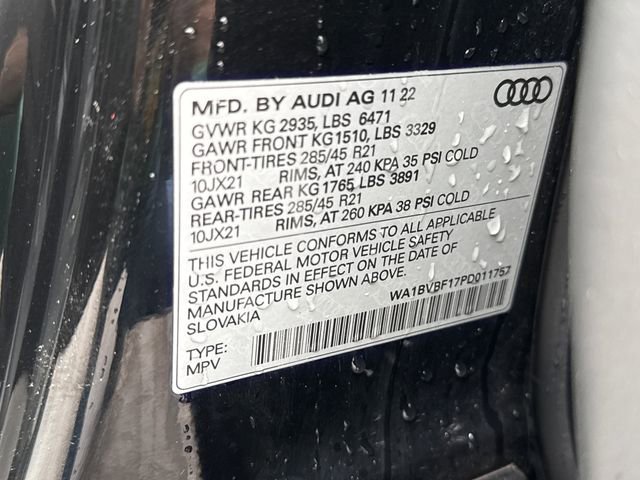 MFD. BY AUDI AG 11 22
GVWR KG 2935, LBS 6471
GAWR FRONT KG1510, LBS 3329
FRONT-TIRES 285/45 R21
10JX21 RIMS, AT 240 KPA 35 PSI COLD
GAWR REAR KG1765 LBS 3891
REAR-TIRES 285/45 R21
10JX21 RIMS, AT 260 KPA 38 PSI COLD
THIS VEHICLE CONFORMS TO ALL APPLICABLE
U.S. FEDERAL MOTOR VEHICLE SAFETY
STANDARDS IN EFFECT ON THE DATE OF
MANUFACTURE SHOWN ABOVE.
SLOVAKIA WA1BVBF17PD011757
TYPE:
MPV